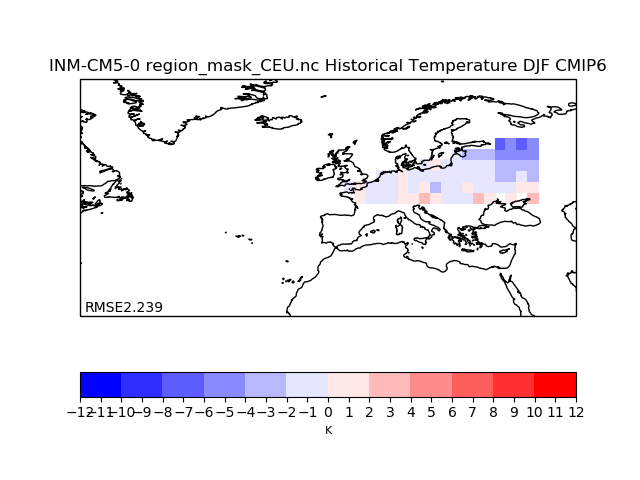 INM-CM5-0 region_mask_CEU.nc Historical Temperature DJF CMIP6
RMSE2.239
−12−11−10−9 −8 −7 −6 −5 −4 −3 −2 −1 0 1 2 3 4 5 6 7 8 9 10 11 12
K